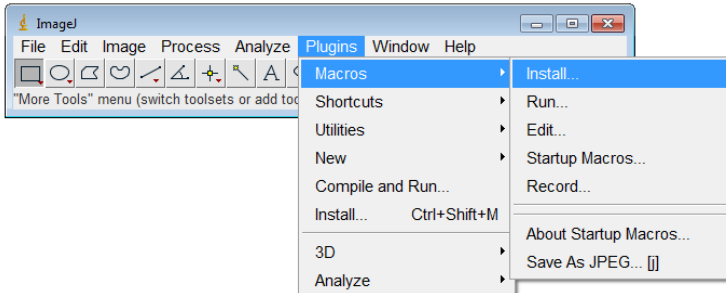 ImageJ
File Edit Image Process Analyze Plugins Window Help
A
"More Tools" menu (switch toolsets or add
Macros
Shortcuts
Utilities
New
Compile and Run...
Install... Ctrl+Shift+M
3D
Analyze
Install...
Run...
Edit...
Startup Macros...
Record...
About Startup Macros...
Save As JPEG... [j]